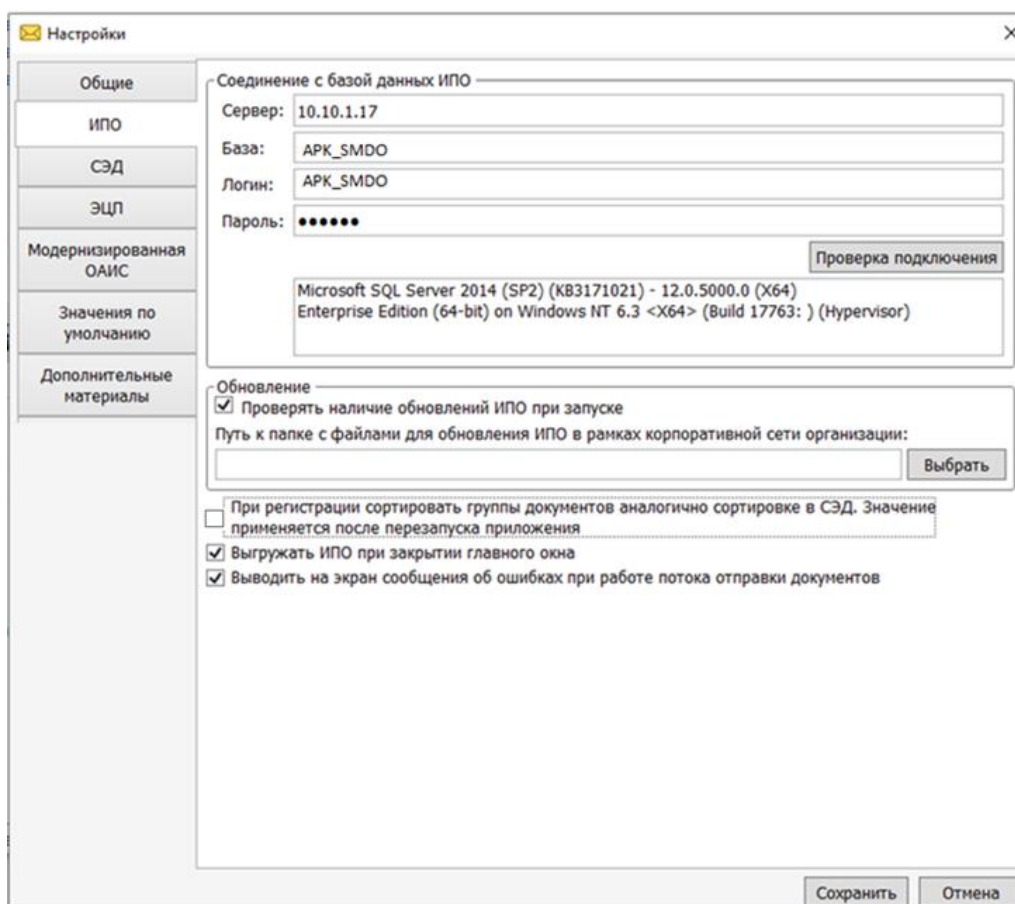 Настройки
Общие
ИПО
СЭД
ЭЦП
Модернизированная
ОАИС
Значения по
умолчанию
Дополнительные
материалы
Соединение с базой данных ИПО
Сервер: 10.10.1.17
База: APK_SMDO
Логин: APK_SMDO
Пароль: ●●●●●●
Проверка подключения
Microsoft SQL Server 2014 (SP2) (KB3171021) - 12.0.5000.0 (X64)
Enterprise Edition (64-bit) on Windows NT 6.3 <X64> (Build 17763: ) (Hypervisor)
Обновление
Проверять наличие обновлений ИПО при запуске
Путь к папке с файлами для обновления ИПО в рамках корпоративной сети организации:
Выбрать
При регистрации сортировать группы документов аналогично сортировке в СЭД. Значение
применяется после перезапуска приложения
Выгружать ИПО при закрытии главного окна
Выводить на экран сообщения об ошибках при работе потока отправки документов
Сохранить
Отмена